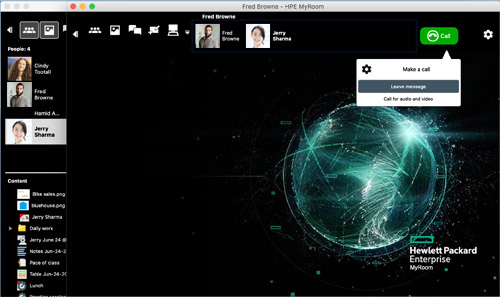 Fred Browne - HPE MyRoom
Fred Browne
Fred
Browne
Jerry
Sharma
Call
Make a call
Leave message
Call for audio and video
People: 4
Cindy
Tootall
Fred
Browne
Hamid A...
Jerry
Sharma
Content
Bike sales.png
bluehouse.png
Jerry Sharma
Daily work
Jerry June 24 @
Notes Jun-24-20
Pace of class
Table Jun-24-20
Lunch
Hewlett Packard
Enterprise
MyRoom